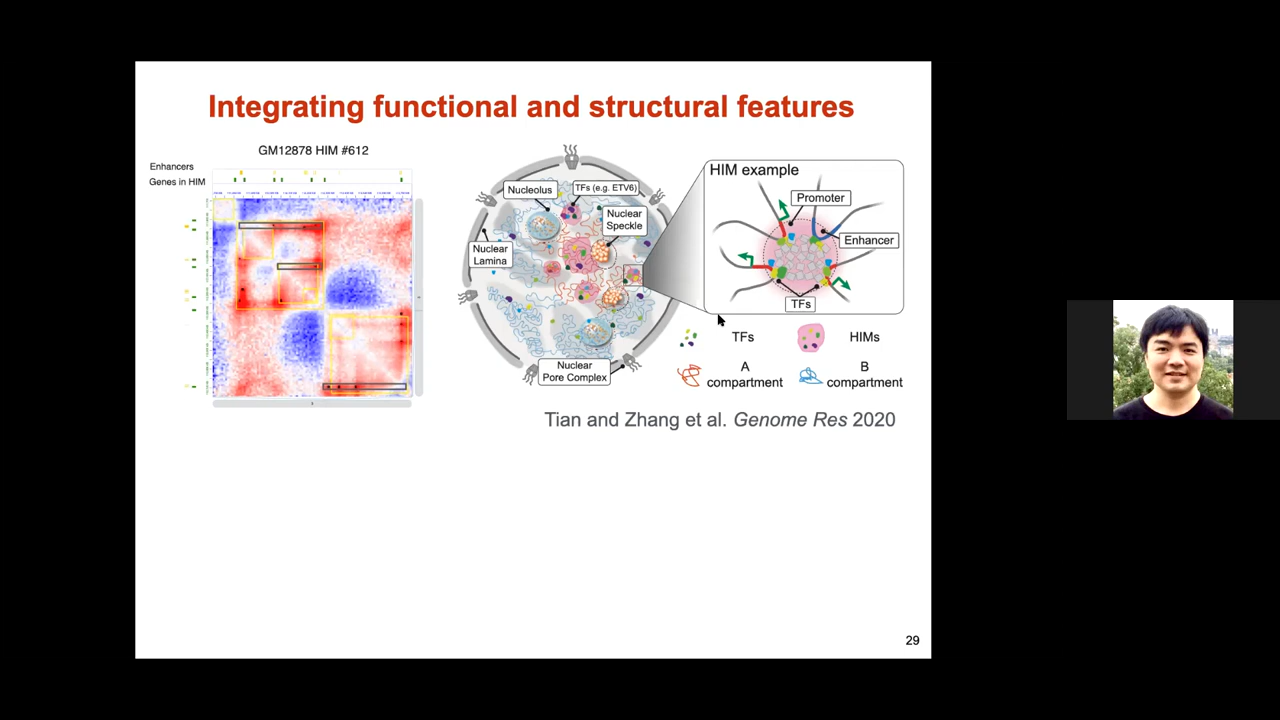 Integrating functional and structural features
GM12878 HIM #612
Enhancers
Genes in HIM
Nucleolus
TFs (e.g. ETV6)
Nuclear
Speckle
Nuclear
Lamina
Nuclear
Pore Complex
HIM example
Promoter
Enhancer
TFs
TFs
HIMs
A
compartment
B
compartment
Tian and Zhang et al. Genome Res 2020
29